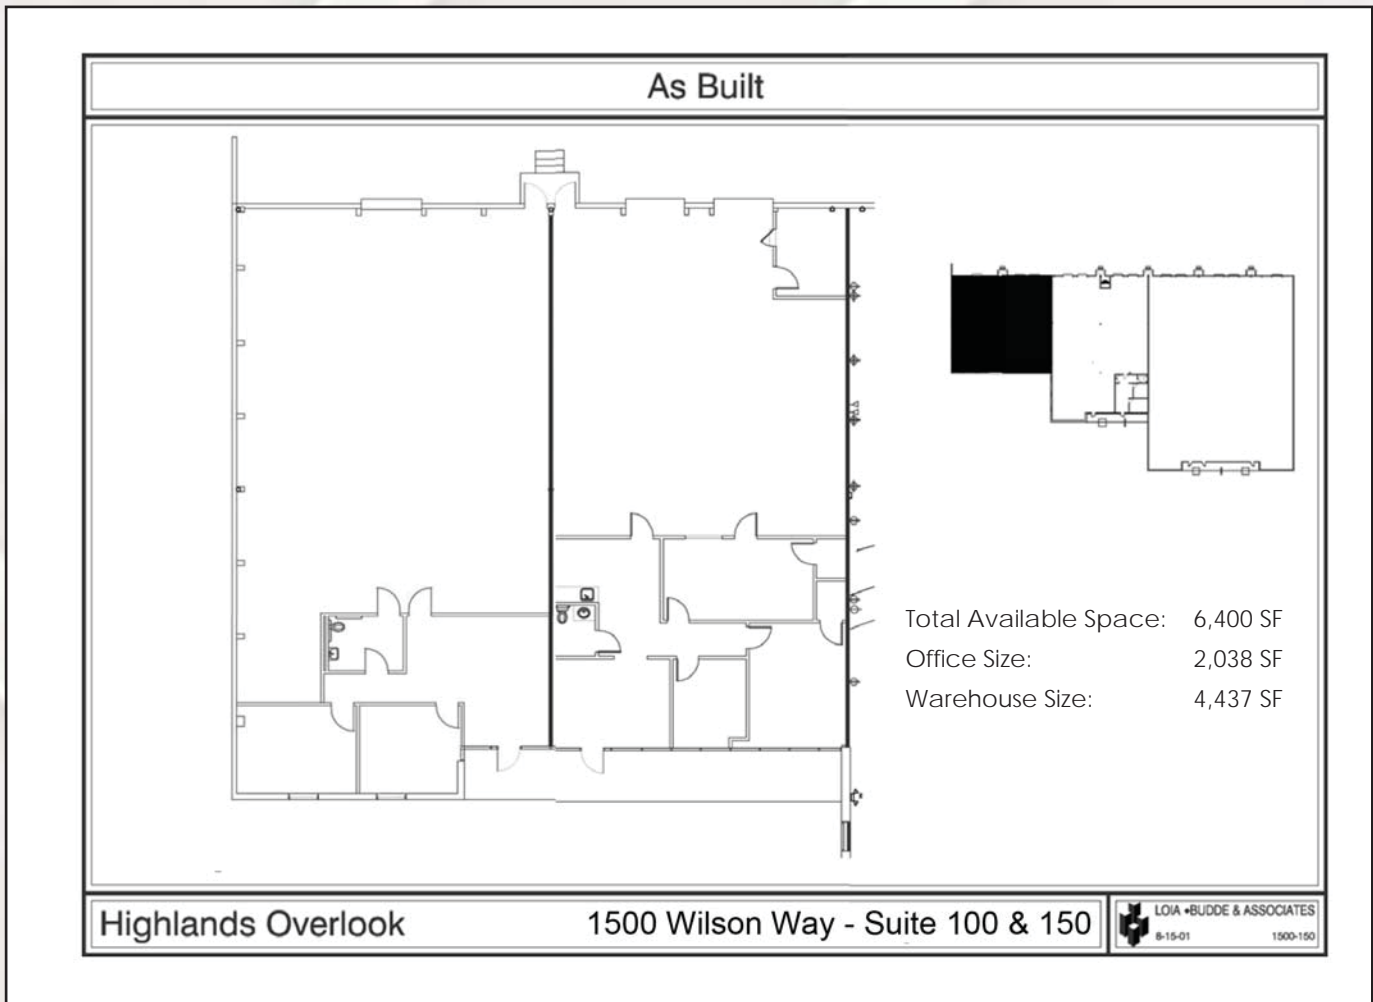 As Built
Total Available Space: 6,400 SF
Office Size: 2,038 SF
Warehouse Size: 4,437 SF
Highlands Overlook
1500 Wilson Way - Suite 100 & 150
LOIA •BUDDE & ASSOCIATES
8-15-01 1500-150